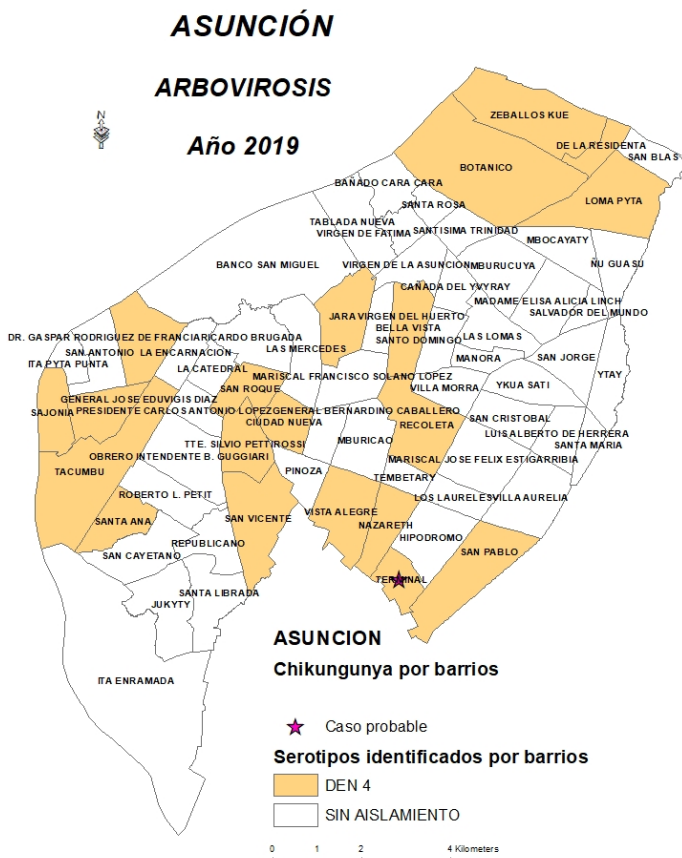 ASUNCIÓN
ARBOVIROSIS
Año 2019
N
ZEBALLOS KUE
DE LA RESIDENTA
SAN BLAS
BOTANICO
LOMA PYTA
BAÑADO CARA CARA
SANTA ROSA
TABLADA NUEVA
VIRGEN DE FATIMA
SANTISIMA TRINIDAD
MBOCAYATY
BANCO SAN MIGUEL
VIRGEN DE LA ASUNCION
MBURUCUYA
ÑU GUASU
CAÑADA DEL YVYRAY
MADAME ELISA ALICIA LINCH
SALVADOR DEL MUNDO
JARA
VIRGEN DEL HUERTO
BELLA VISTA
SANTO DOMINGO
LAS LOMAS
DR. GASPAR RODRIGUEZ DE FRANCIA
RICARDO BRUGADA
LAS MERCEDES
SAN ANTONIO
LA ENCARNACION
ITA PYTA PUNTA
LA CATEDRAL
MANORA
SAN JORGE
YTAY
MARISCAL FRANCISCO SOLANO LOPEZ
SAN ROQUE
VILLA MORRA
YKUA SATI
GENERAL JOSE EDUVIGIS DIAZ
SAJONIA
PRESIDENTE CARLOS ANTONIO LOPEZ
GENERAL BERNARDINO CABALLERO
CIUDAD NUEVA
RECOLETA
SAN CRISTOBAL
LUIS ALBERTO DE HERRERA
SANTA MARIA
TTE. SILVIO PETTIROSSI
MBURICAO
OBRERO INTENDENTE B. GUGGIARI
MARISCAL JOSE FELIX ESTIGARRIBIA
TACUMBU
PINOZA
TEMBETARY
ROBERTO L. PETIT
LOS LAURELES
VILLA AURELIA
SANTA ANA
SAN VICENTE
VISTA ALEGRE
NAZARETH
HIPODROMO
REPUBLICANO
SAN PABLO
SAN CAYETANO
TERMINAL
SANTA LIBRADA
JUKYTY
ITA ENRAMADA
ASUNCION
Chikungunya por barrios
Caso probable
Serotipos identificados por barrios
DEN 4
SIN AISLAMIENTO
0 1 2 4 Kilometers